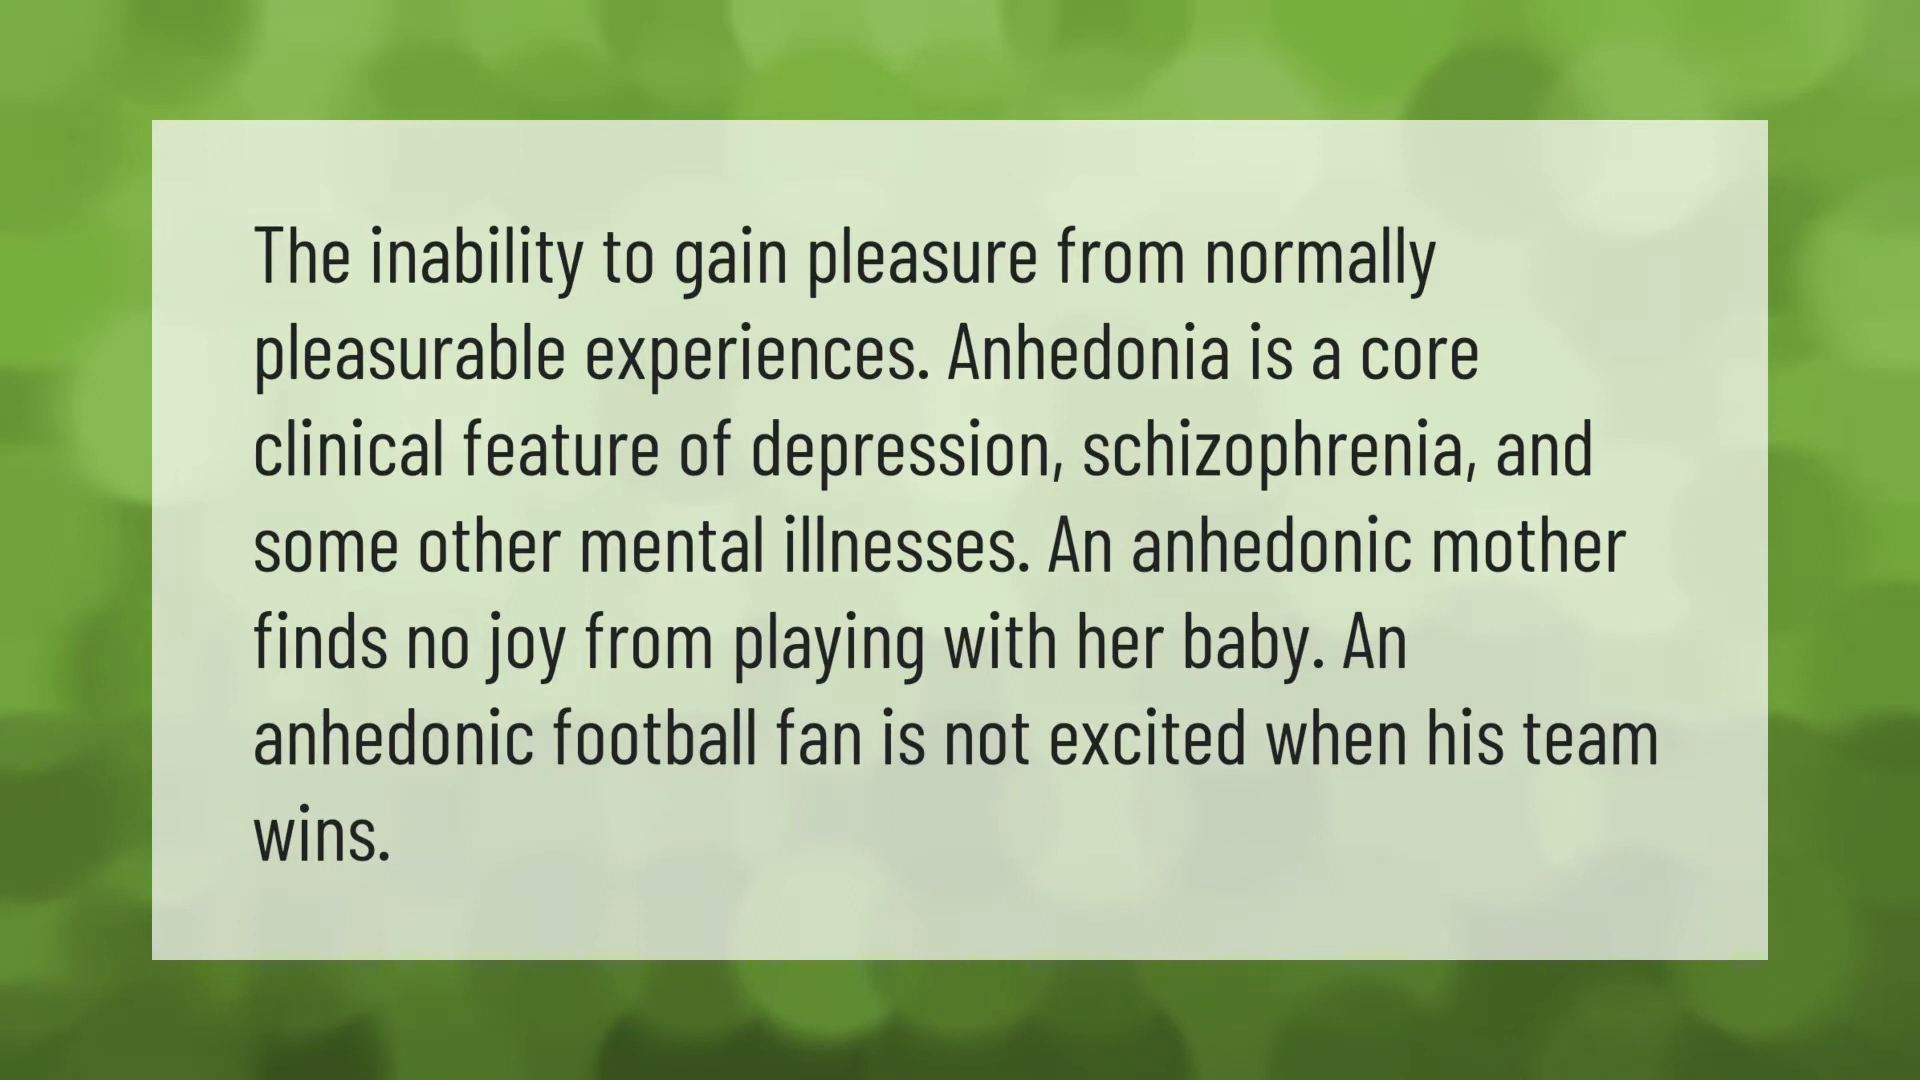 The inability to gain pleasure from normally
pleasurable experiences. Anhedonia is a core
clinical feature of depression, schizophrenia, and
some other mental illnesses. An anhedonic mother
finds no joy from playing with her baby. An
anhedonic football fan is not excited when his team
wins.